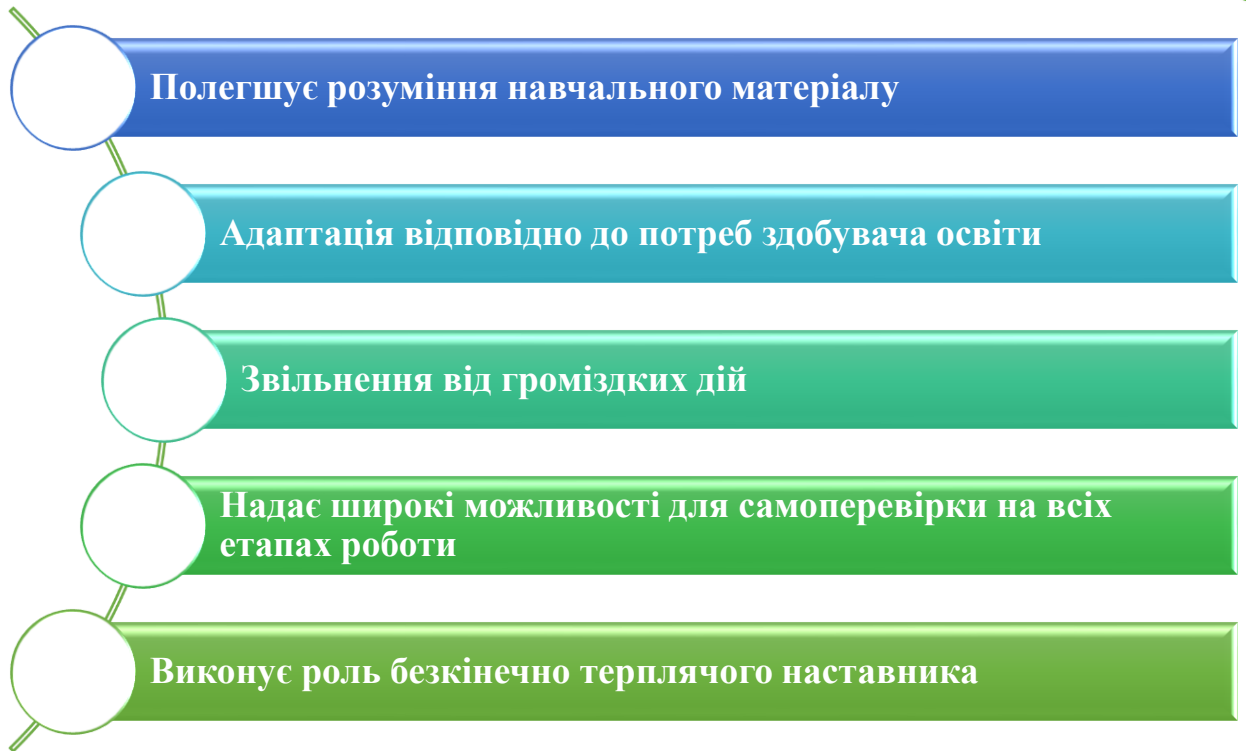 Полегшує розуміння навчального матеріалу
Адаптація відповідно до потреб здобувача освіти
Звільнення від громіздких дій
Надає широкі можливості для самоперевірки на всіх
етапах роботи
Виконує роль безкінечно терплячого наставника